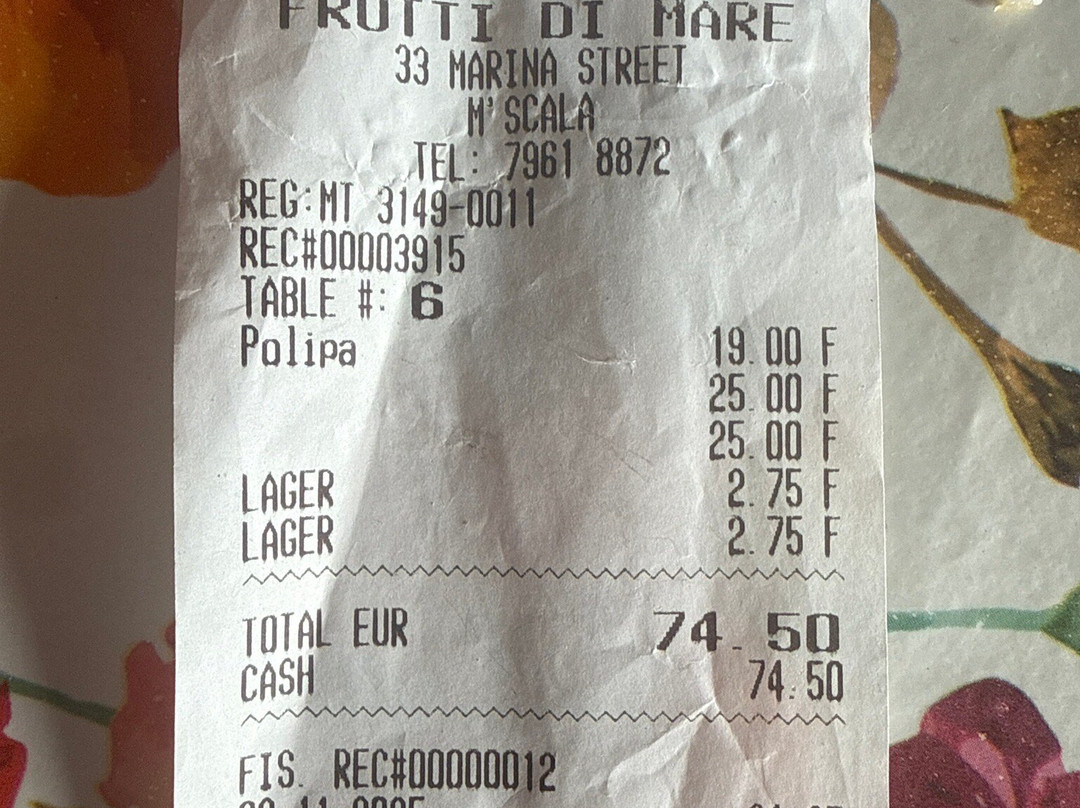 FRUTTI DI MARE
33 MARINA STREET
M'SCALA
TEL: 7961 8872
REG:MT 3149-0011
REC#00003915
TABLE #: 6
Polipa 19.00 F
25.00 F
25.00 F
LAGER 2.75 F
LAGER 2.75 F
TOTAL EUR 74.50
CASH 74.50
FIS. REC#00000012